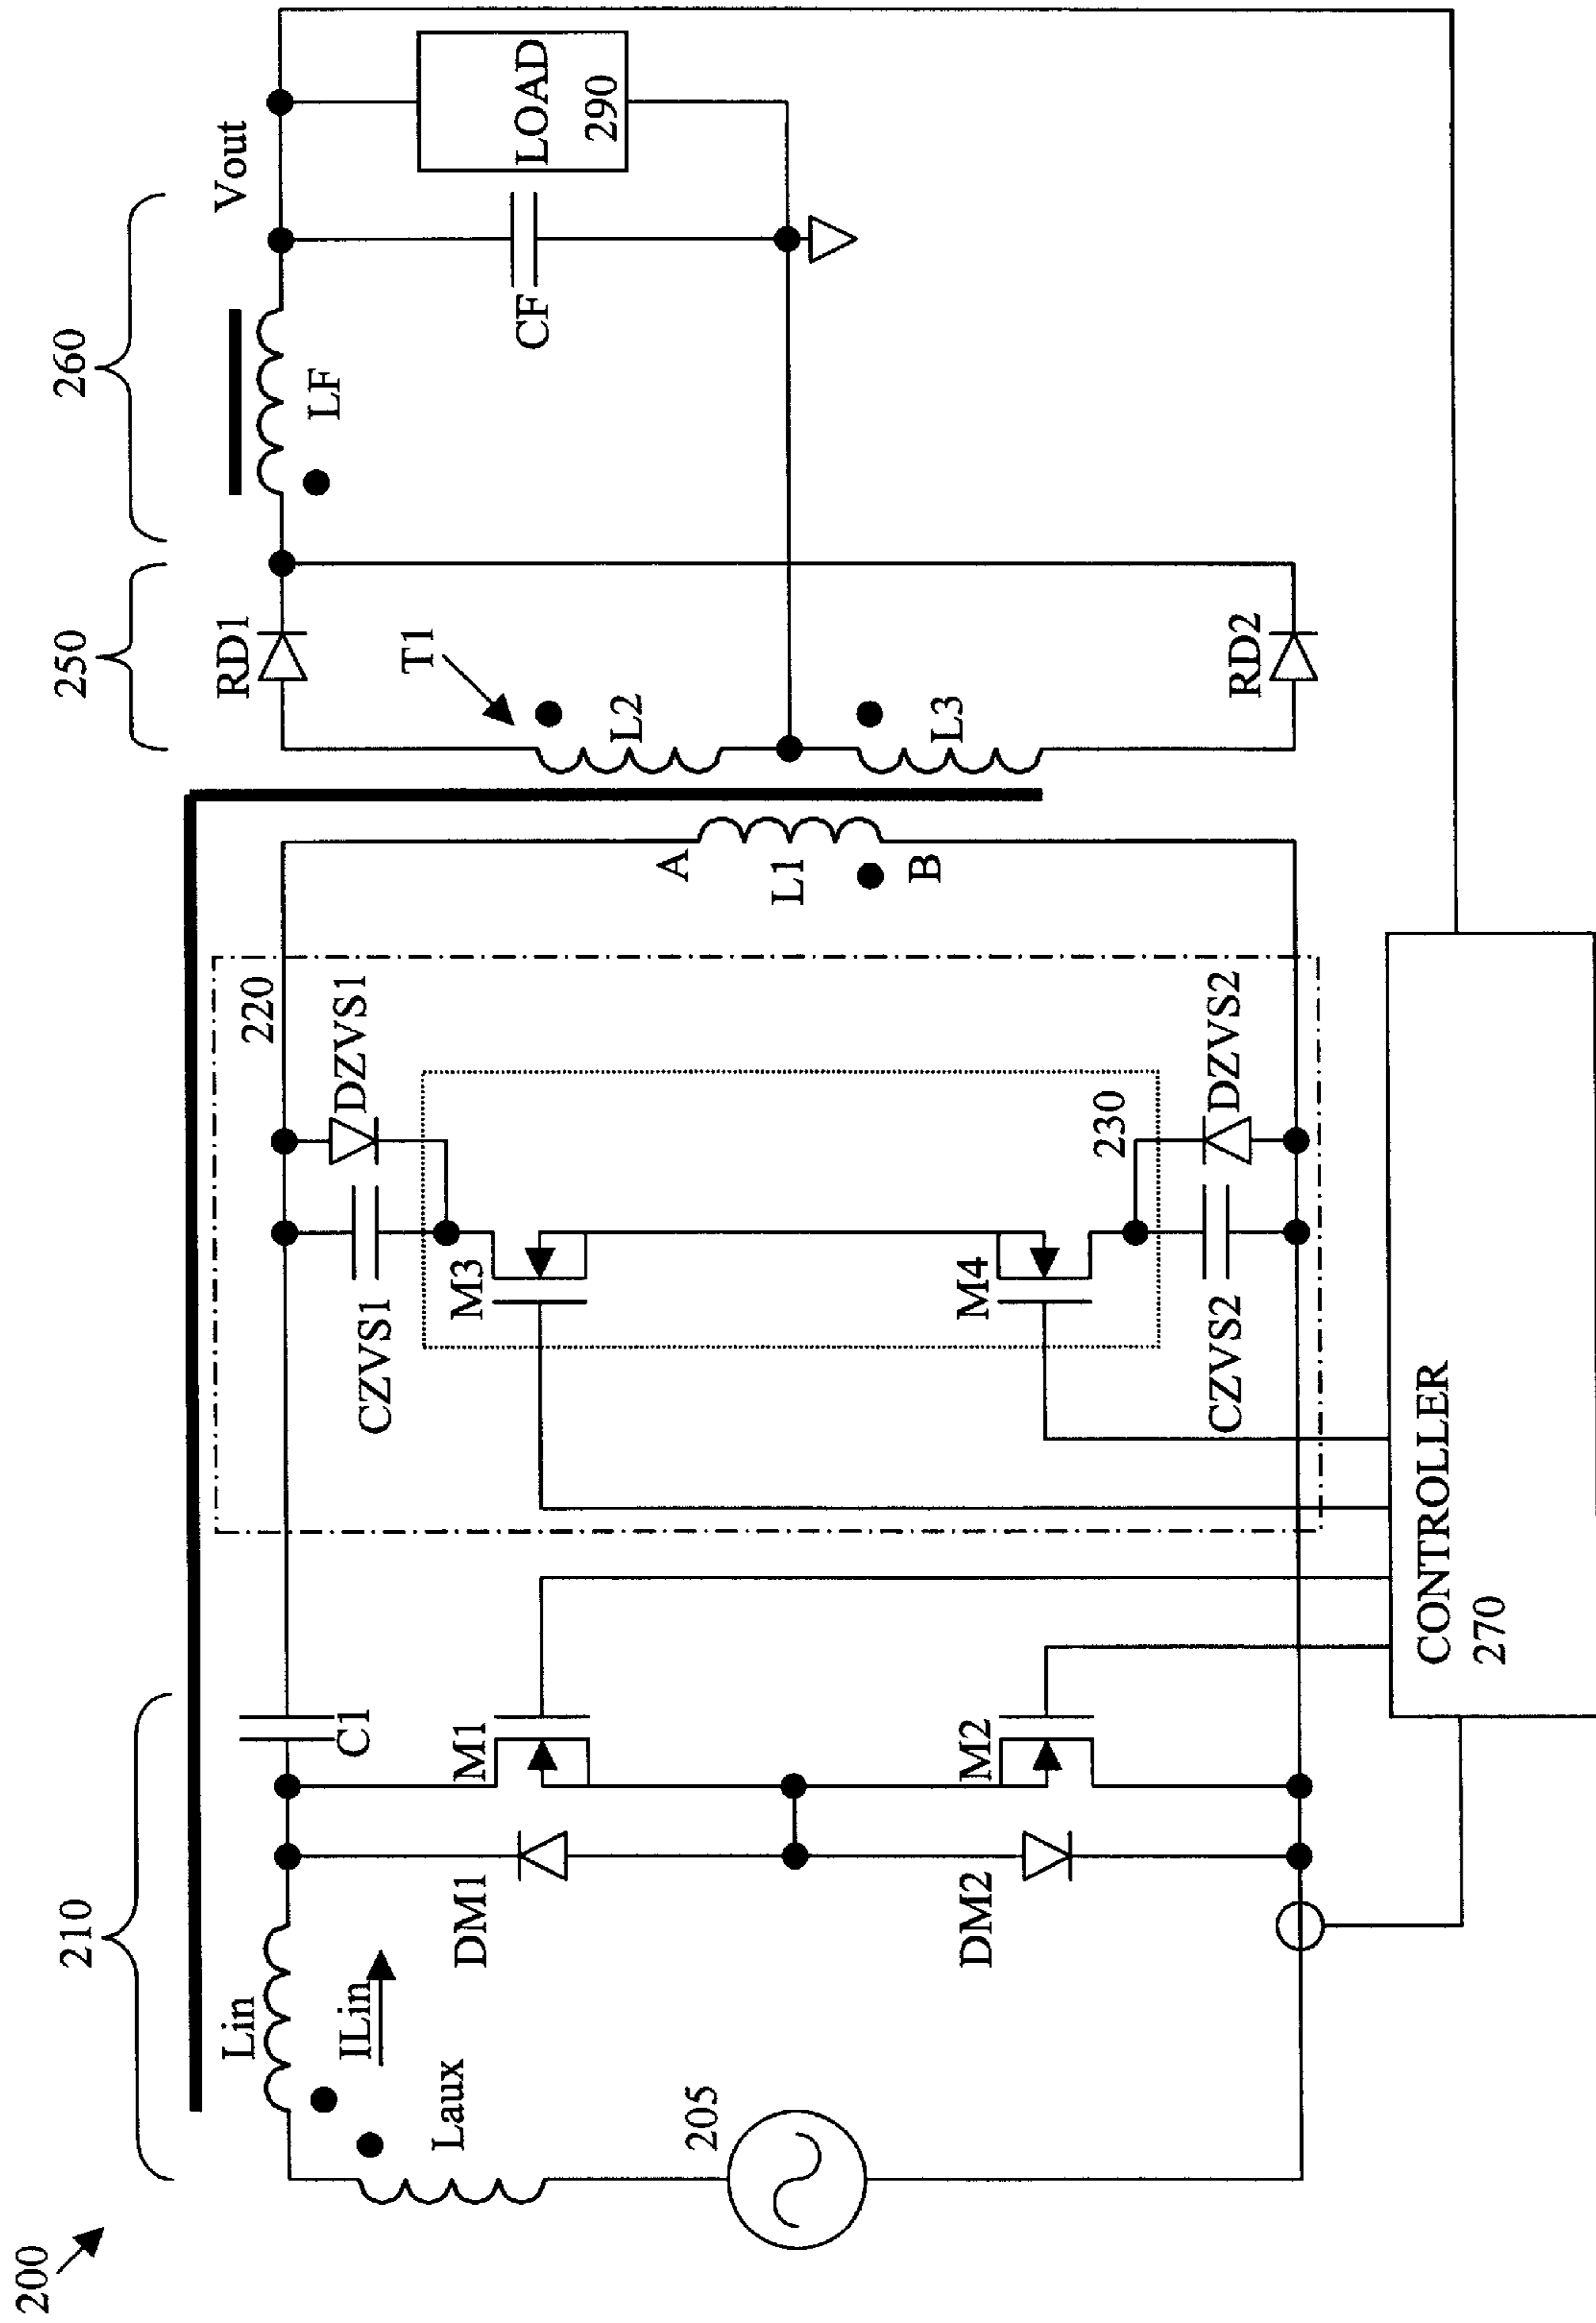 200
210
Lin
ILin
Laux
205
C1
DM1
M1
DM2
M2
220
CZVS1
DZVS1
M3
M4
230
CZVS2
DZVS2
A
L1
B
T1
L2
L3
250
RD1
RD2
260
LF
CF
Vout
LOAD
290
CONTROLLER
270